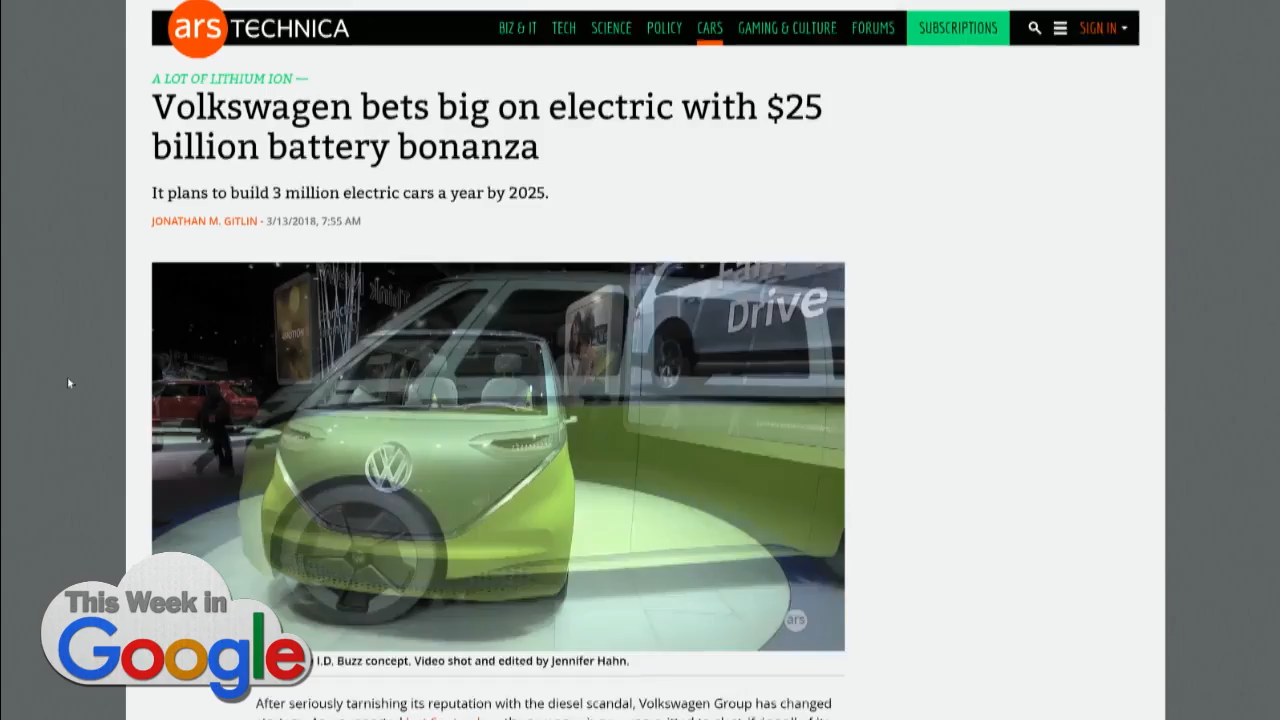 ars TECHNICA
BIZ & IT TECH SCIENCE POLICY CARS GAMING & CULTURE FORUMS SUBSCRIPTIONS SIGN IN
A LOT OF LITHIUM ION —
Volkswagen bets big on electric with $25
billion battery bonanza
It plans to build 3 million electric cars a year by 2025.
JONATHAN M. GITLIN - 3/13/2018, 7:55 AM
Think
Drive
ars
This Week in
Google
I.D. Buzz concept. Video shot and edited by Jennifer Hahn.
After seriously tarnishing its reputation with the diesel scandal, Volkswagen Group has changed